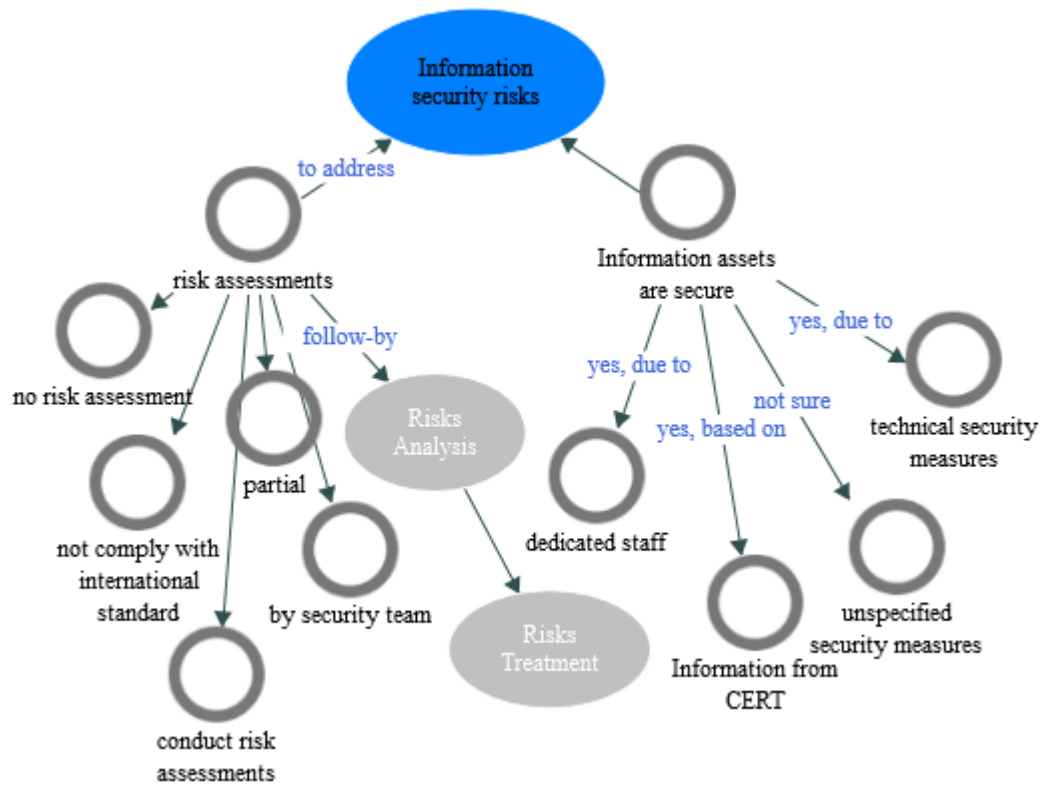 Information
security risks
to address
risk assessments
Information assets
are secure
follow-by
yes, due to
yes, due to
no risk assessment
not sure
Risks
Analysis
yes, based on
technical security
measures
partial
dedicated staff
not comply with
international
standard
by security team
unspecified
security measures
Risks
Treatment
Information from
CERT
conduct risk
assessments